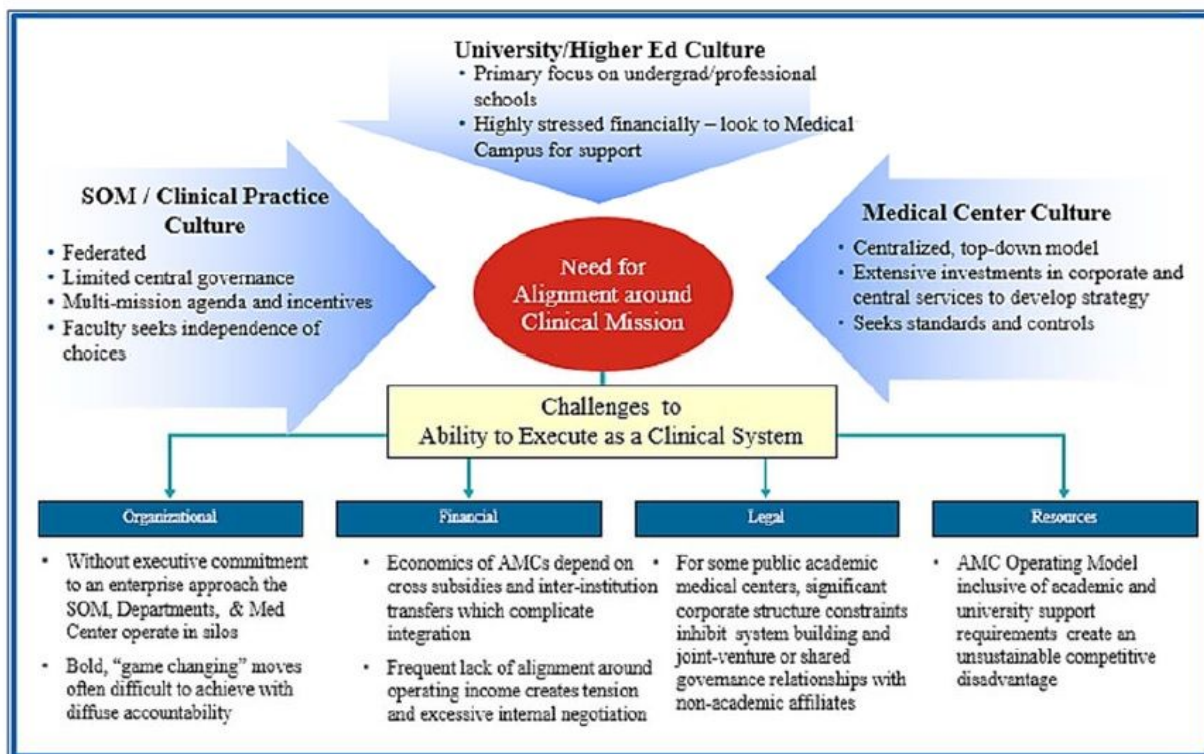 University/Higher Ed Culture
• Primary focus on undergrad/professional
schools
• Highly stressed financially – look to Medical
Campus for support
SOM / Clinical Practice
Culture
• Federated
• Limited central governance
• Multi-mission agenda and incentives
• Faculty seeks independence of
choices
Medical Center Culture
• Centralized, top-down model
• Extensive investments in corporate and
central services to develop strategy
• Seeks standards and controls
Need for
Alignment around
Clinical Mission
Challenges to
Ability to Execute as a Clinical System
Organizational
• Without executive commitment
to an enterprise approach the
SOM, Departments, & Med
Center operate in silos
• Bold, “game changing” moves
often difficult to achieve with
diffuse accountability
Financial
• Economics of AMCs depend on
cross subsidies and inter-institution
transfers which complicate
integration
• Frequent lack of alignment around
operating income creates tension
and excessive internal negotiation
Legal
• For some public academic
medical centers, significant
corporate structure constraints
inhibit system building and
joint-venture or shared
governance relationships with
non-academic affiliates
Resources
• AMC Operating Model
inclusive of academic and
university support
requirements create an
unsustainable competitive
disadvantage